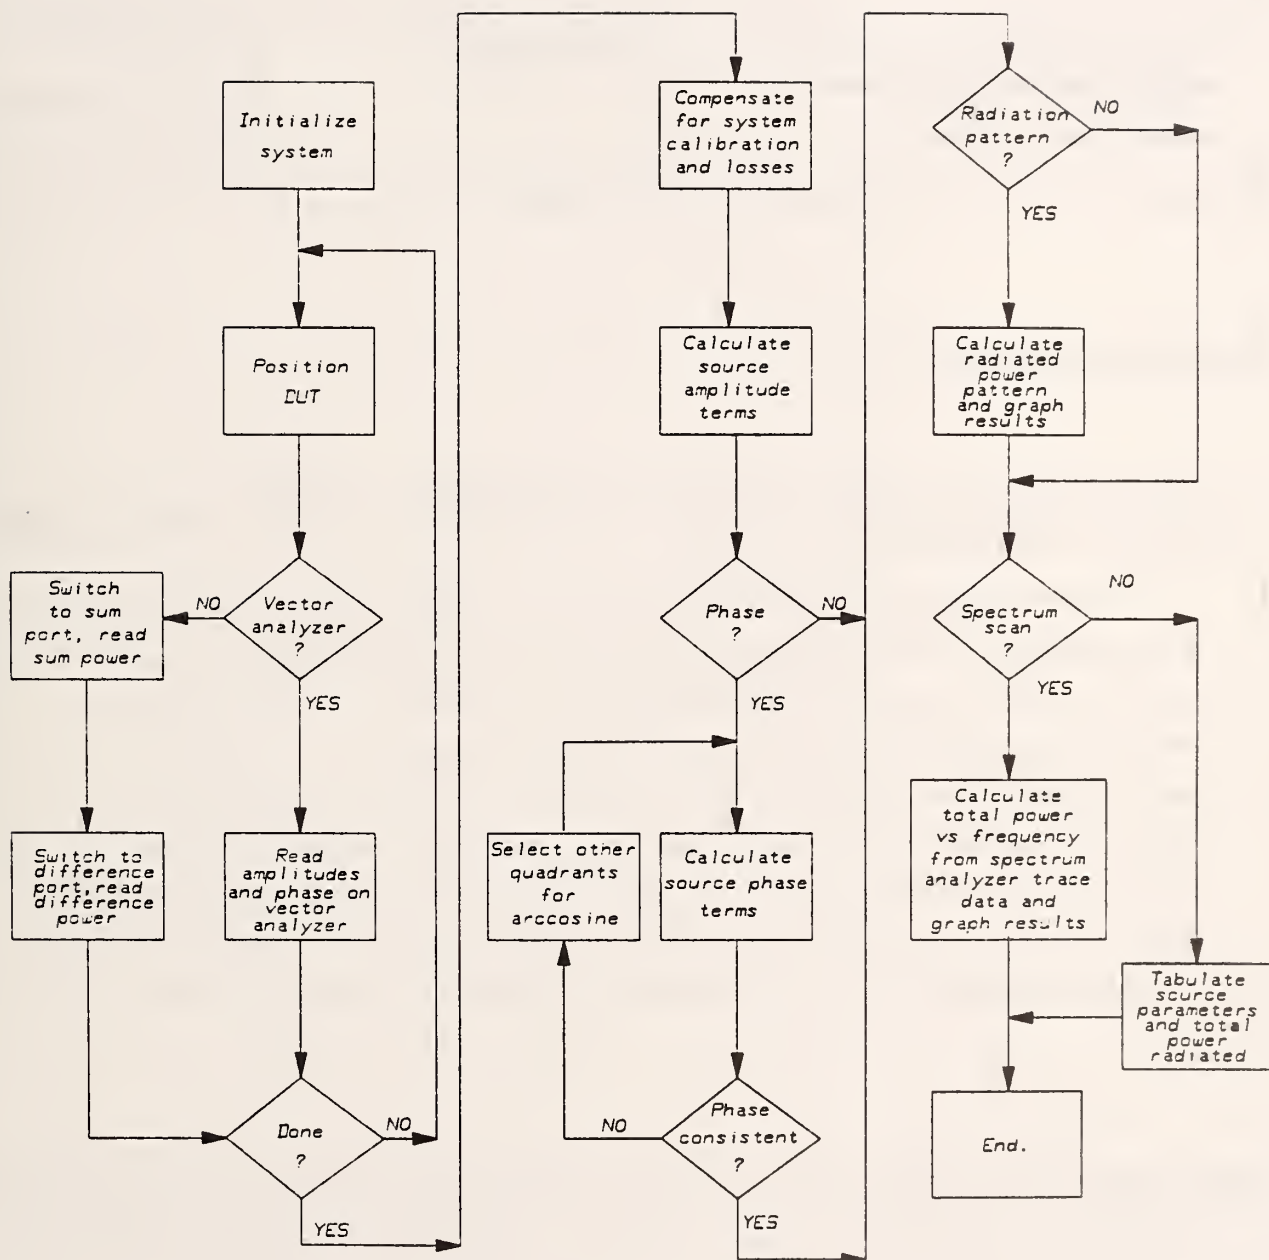 Initialize
system
Position
DUT
Vector
analyzer
?
NO
YES
Switch
to sum
port, read
sum power
Switch to
difference
port,read
difference
power
Read
amplitudes
and phase on
vector
analyzer
Done
?
NO
YES
Compensate
for system
calibration
and losses
Calculate
source
amplitude
terms
Phase
?
NO
YES
Select other
quadrants
for
arccosine
Calculate
source phase
terms
Phase
consistent
?
NO
YES
Radiation
pattern
?
NO
YES
Calculate
radiated
power
pattern
and graph
results
Spectrum
scan
?
NO
YES
Calculate
total power
vs frequency
from spectrum
analyzer trace
data and
graph results
Tabulate
source
parameters
and total
power
radiated
End.